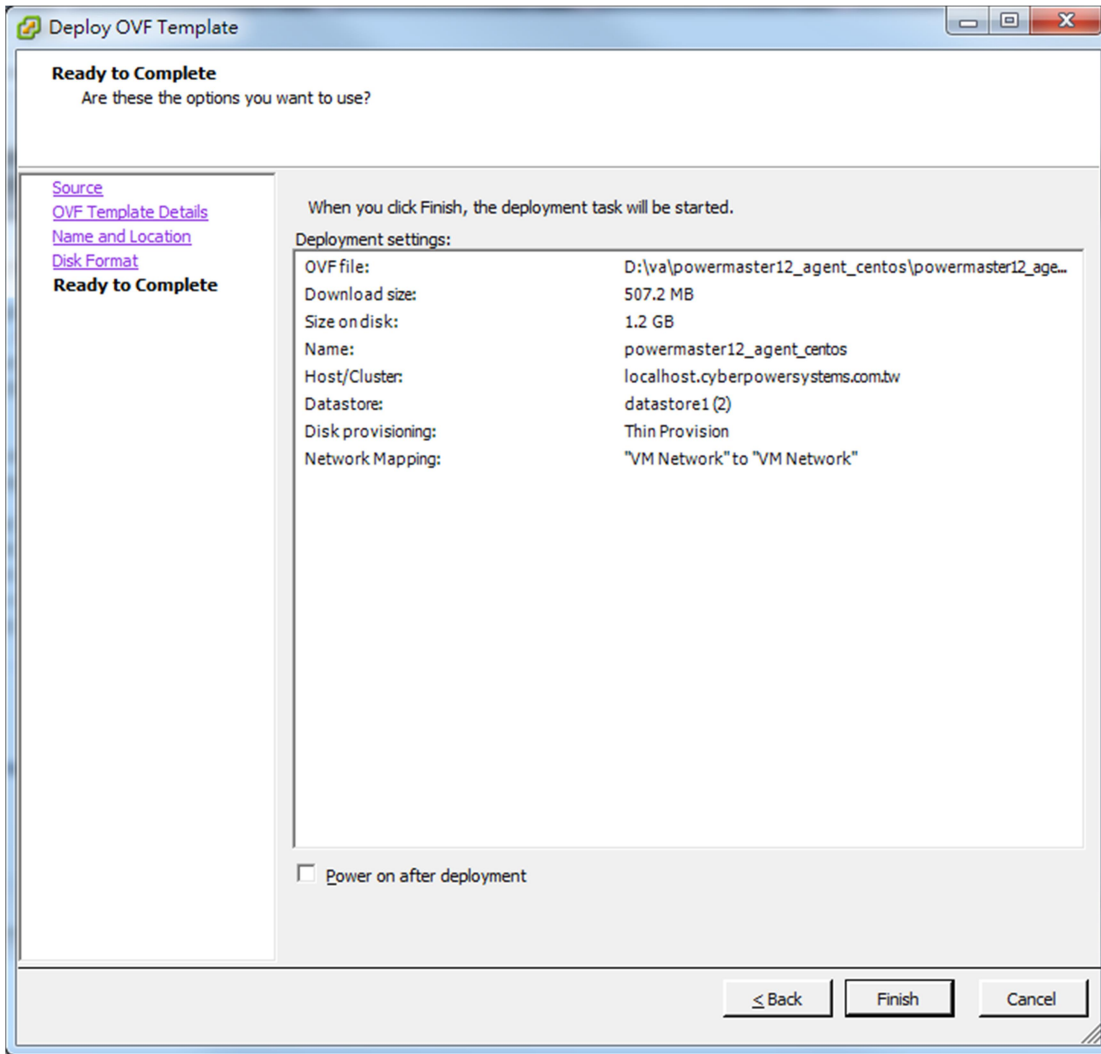 Deploy OVF Template
Ready to Complete
Are these the options you want to use?
Source
OVF Template Details
Name and Location
Disk Format
Ready to Complete
When you click Finish, the deployment task will be started.
Deployment settings:
OVF file: D:\va\powermaster12_agent_centos\powermaster12_age...
Download size: 507.2 MB
Size on disk: 1.2 GB
Name: powermaster12_agent_centos
Host/Cluster: localhost.cyberpowersystems.com.tw
Datastore: datastore1 (2)
Disk provisioning: Thin Provision
Network Mapping: "VM Network" to "VM Network"
Power on after deployment
< Back Finish Cancel